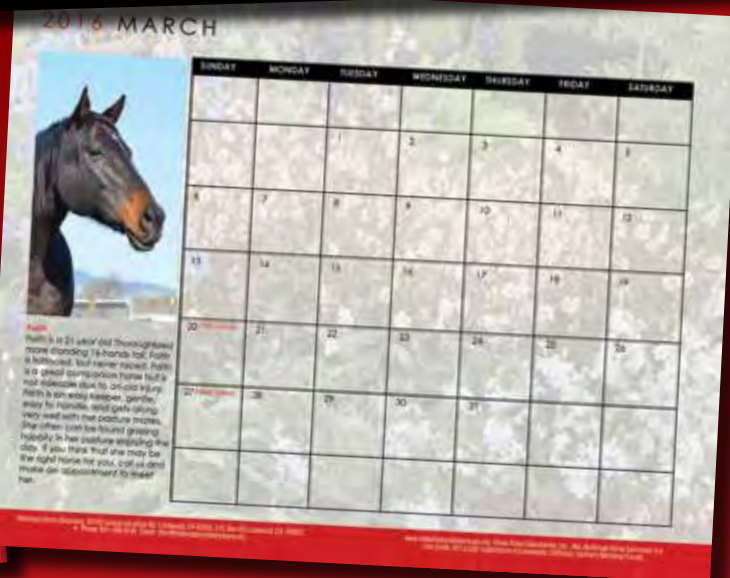 2016 MARCH
SUNDAY MONDAY TUESDAY WEDNESDAY THURSDAY FRIDAY SATURDAY
1 2 3 4 5
6 7 8 9 10 11 12
13 14 15 16 17 18 19
20 21 22 23 24 25 26
27 28 29 30 31
Faith
Faith is a 21 year old Thoroughbred
mare standing 16 hands tall. Faith
is tattooed, but never raced. Faith
is a great companion horse but is
not rideable due to an old injury.
Faith is an easy keeper, gentle,
easy to handle, and gets along
very well with her pasture mates.
She often can be found grazing
happily in her pasture enjoying the
day. If you think that she may be
the right horse for you, call us and
make an appointment to meet
her.